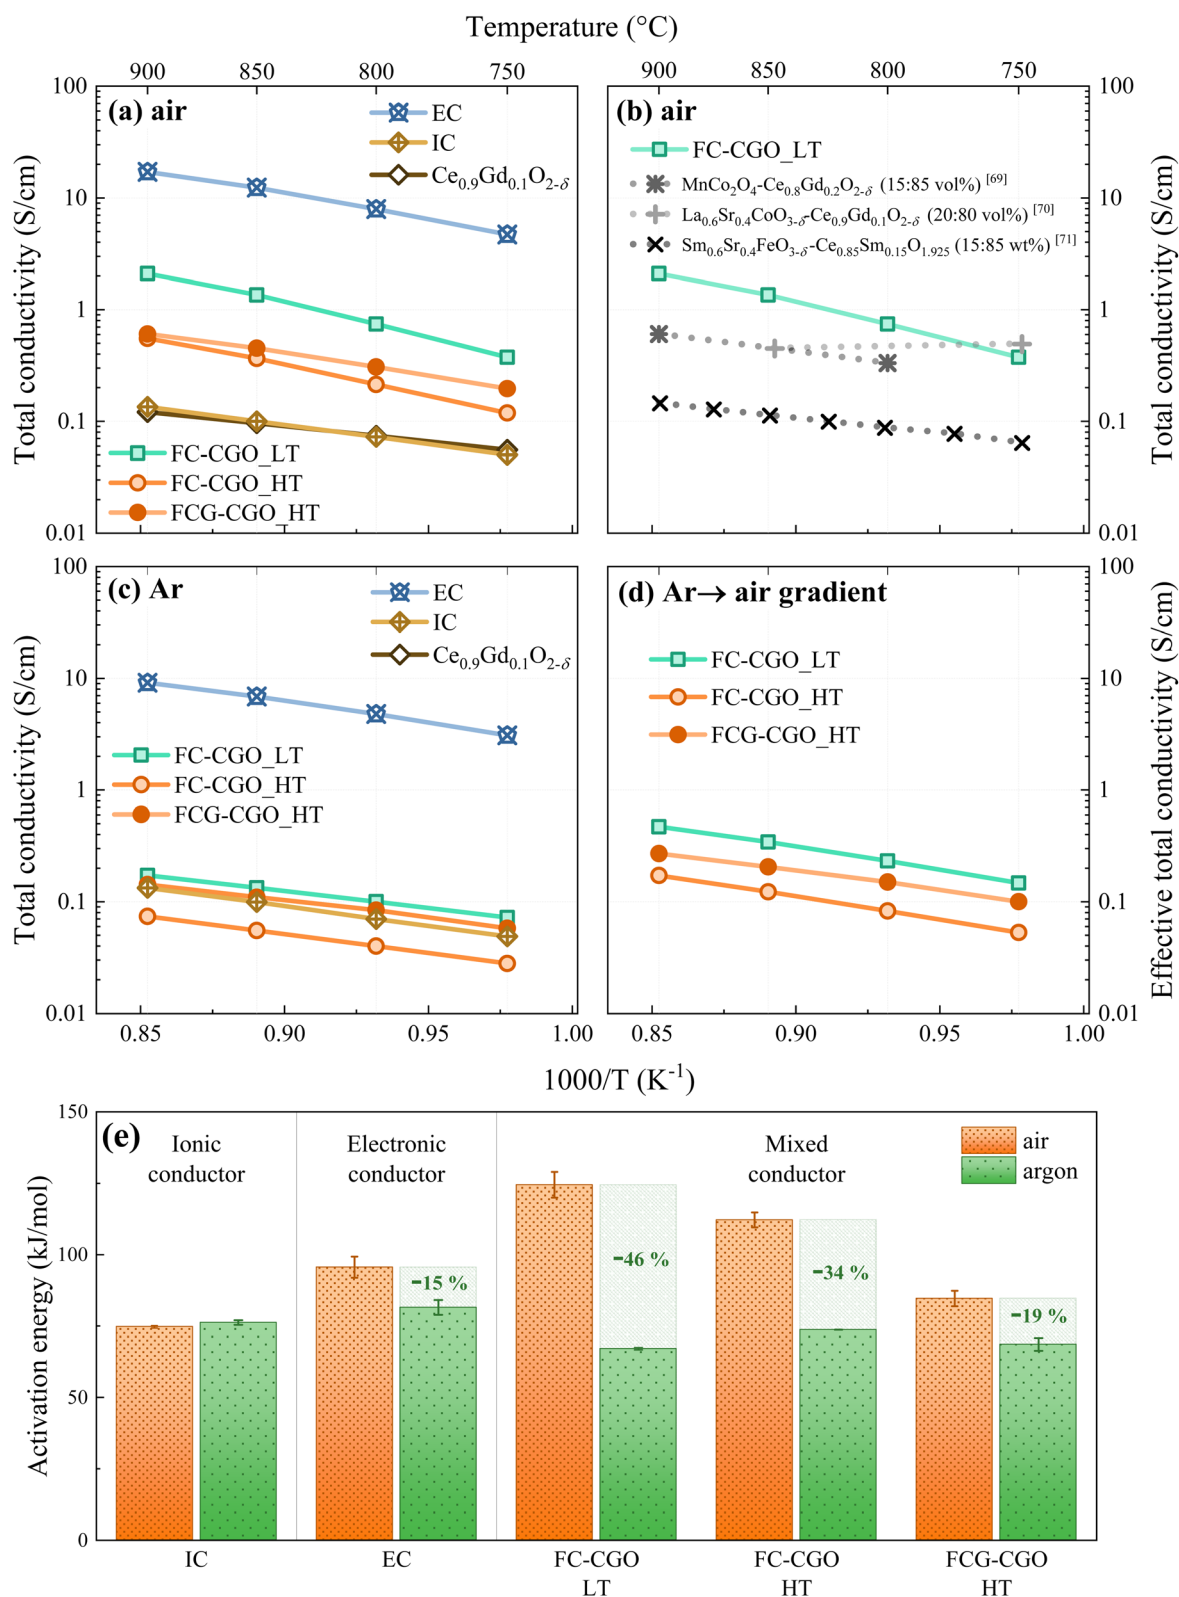 Temperature (°C)
900 850 800 750
900 850 800 750
100
10
1
0.1
0.01
Total conductivity (S/cm)
(a) air
EC
IC
Ce0.9Gd0.1O2-δ
FC-CGO_LT
FC-CGO_HT
FCG-CGO_HT
(b) air
FC-CGO_LT
MnCo2O4-Ce0.8Gd0.2O2-δ (15:85 vol%) [69]
La0.6Sr0.4CoO3-δ-Ce0.9Gd0.1O2-δ (20:80 vol%) [70]
Sm0.6Sr0.4FeO3-δ-Ce0.85Sm0.15O1.925 (15:85 wt%) [71]
100
10
1
0.1
0.01
Total conductivity (S/cm)
100
10
1
0.1
0.01
Total conductivity (S/cm)
(c) Ar
EC
IC
Ce0.9Gd0.1O2-δ
FC-CGO_LT
FC-CGO_HT
FCG-CGO_HT
(d) Ar→ air gradient
FC-CGO_LT
FC-CGO_HT
FCG-CGO_HT
100
10
1
0.1
0.01
Effective total conductivity (S/cm)
0.85 0.90 0.95 1.00
0.85 0.90 0.95 1.00
1000/T (K-1)
150
100
50
0
Activation energy (kJ/mol)
(e)
Ionic
conductor
Electronic
conductor
Mixed
conductor
air
argon
-15 %
-46 %
-34 %
-19 %
IC
EC
FC-CGO
LT
FC-CGO
HT
FCG-CGO
HT